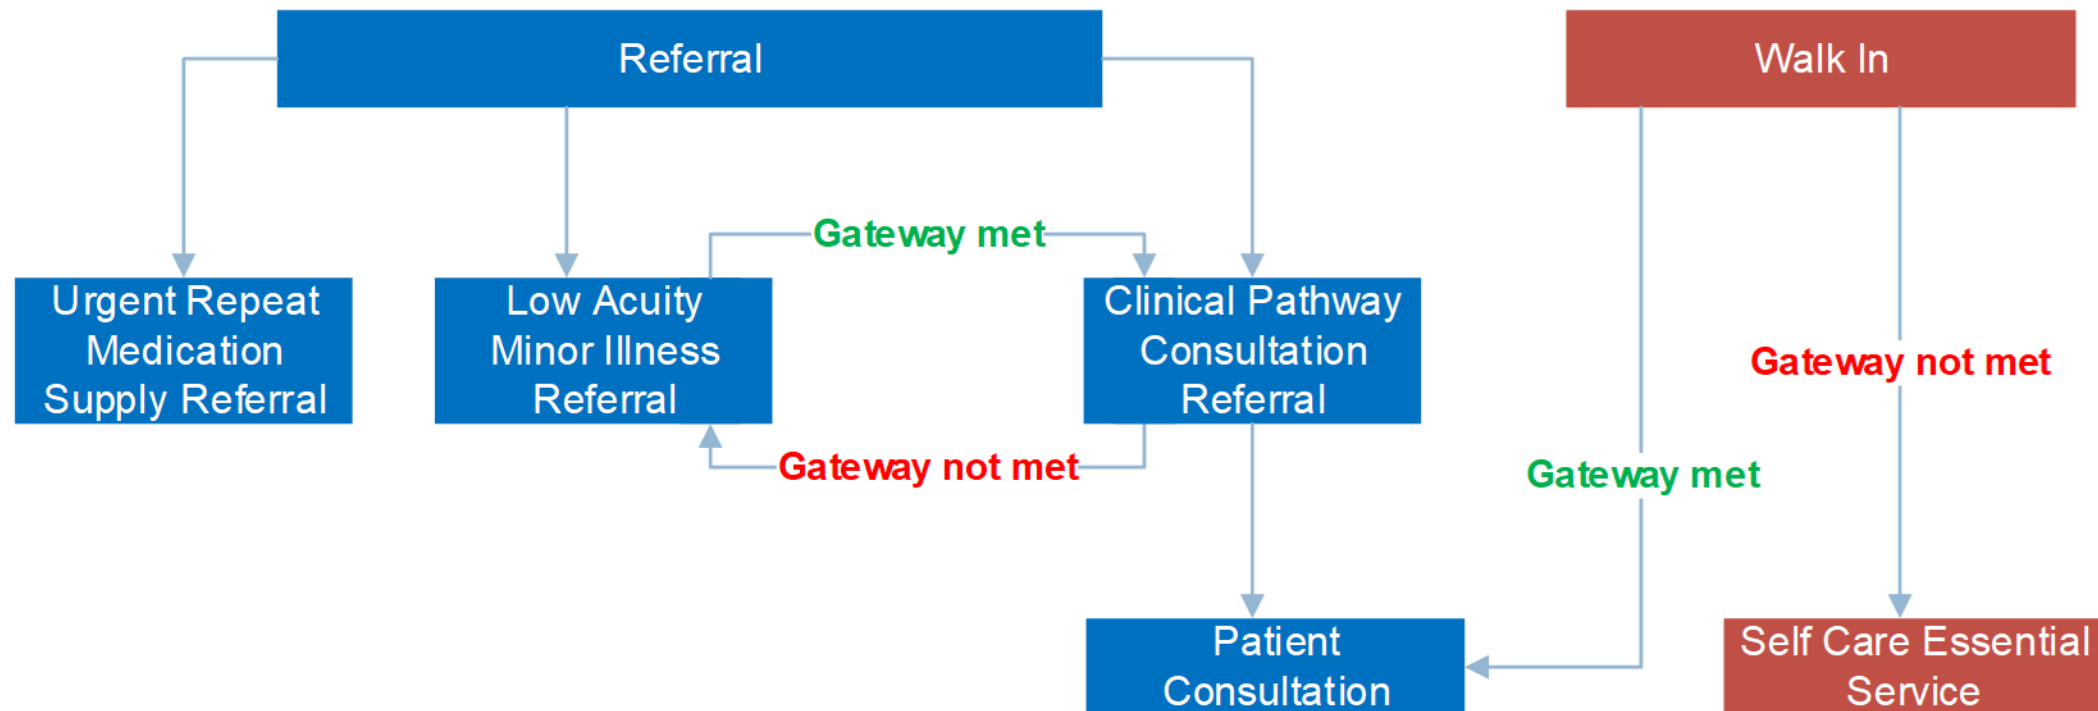 Referral
Walk In
Gateway met
Urgent Repeat
Medication
Supply Referral
Low Acuity
Minor Illness
Referral
Clinical Pathway
Consultation
Referral
Gateway not met
Gateway not met
Gateway met
Patient
Consultation
Self Care Essential
Service